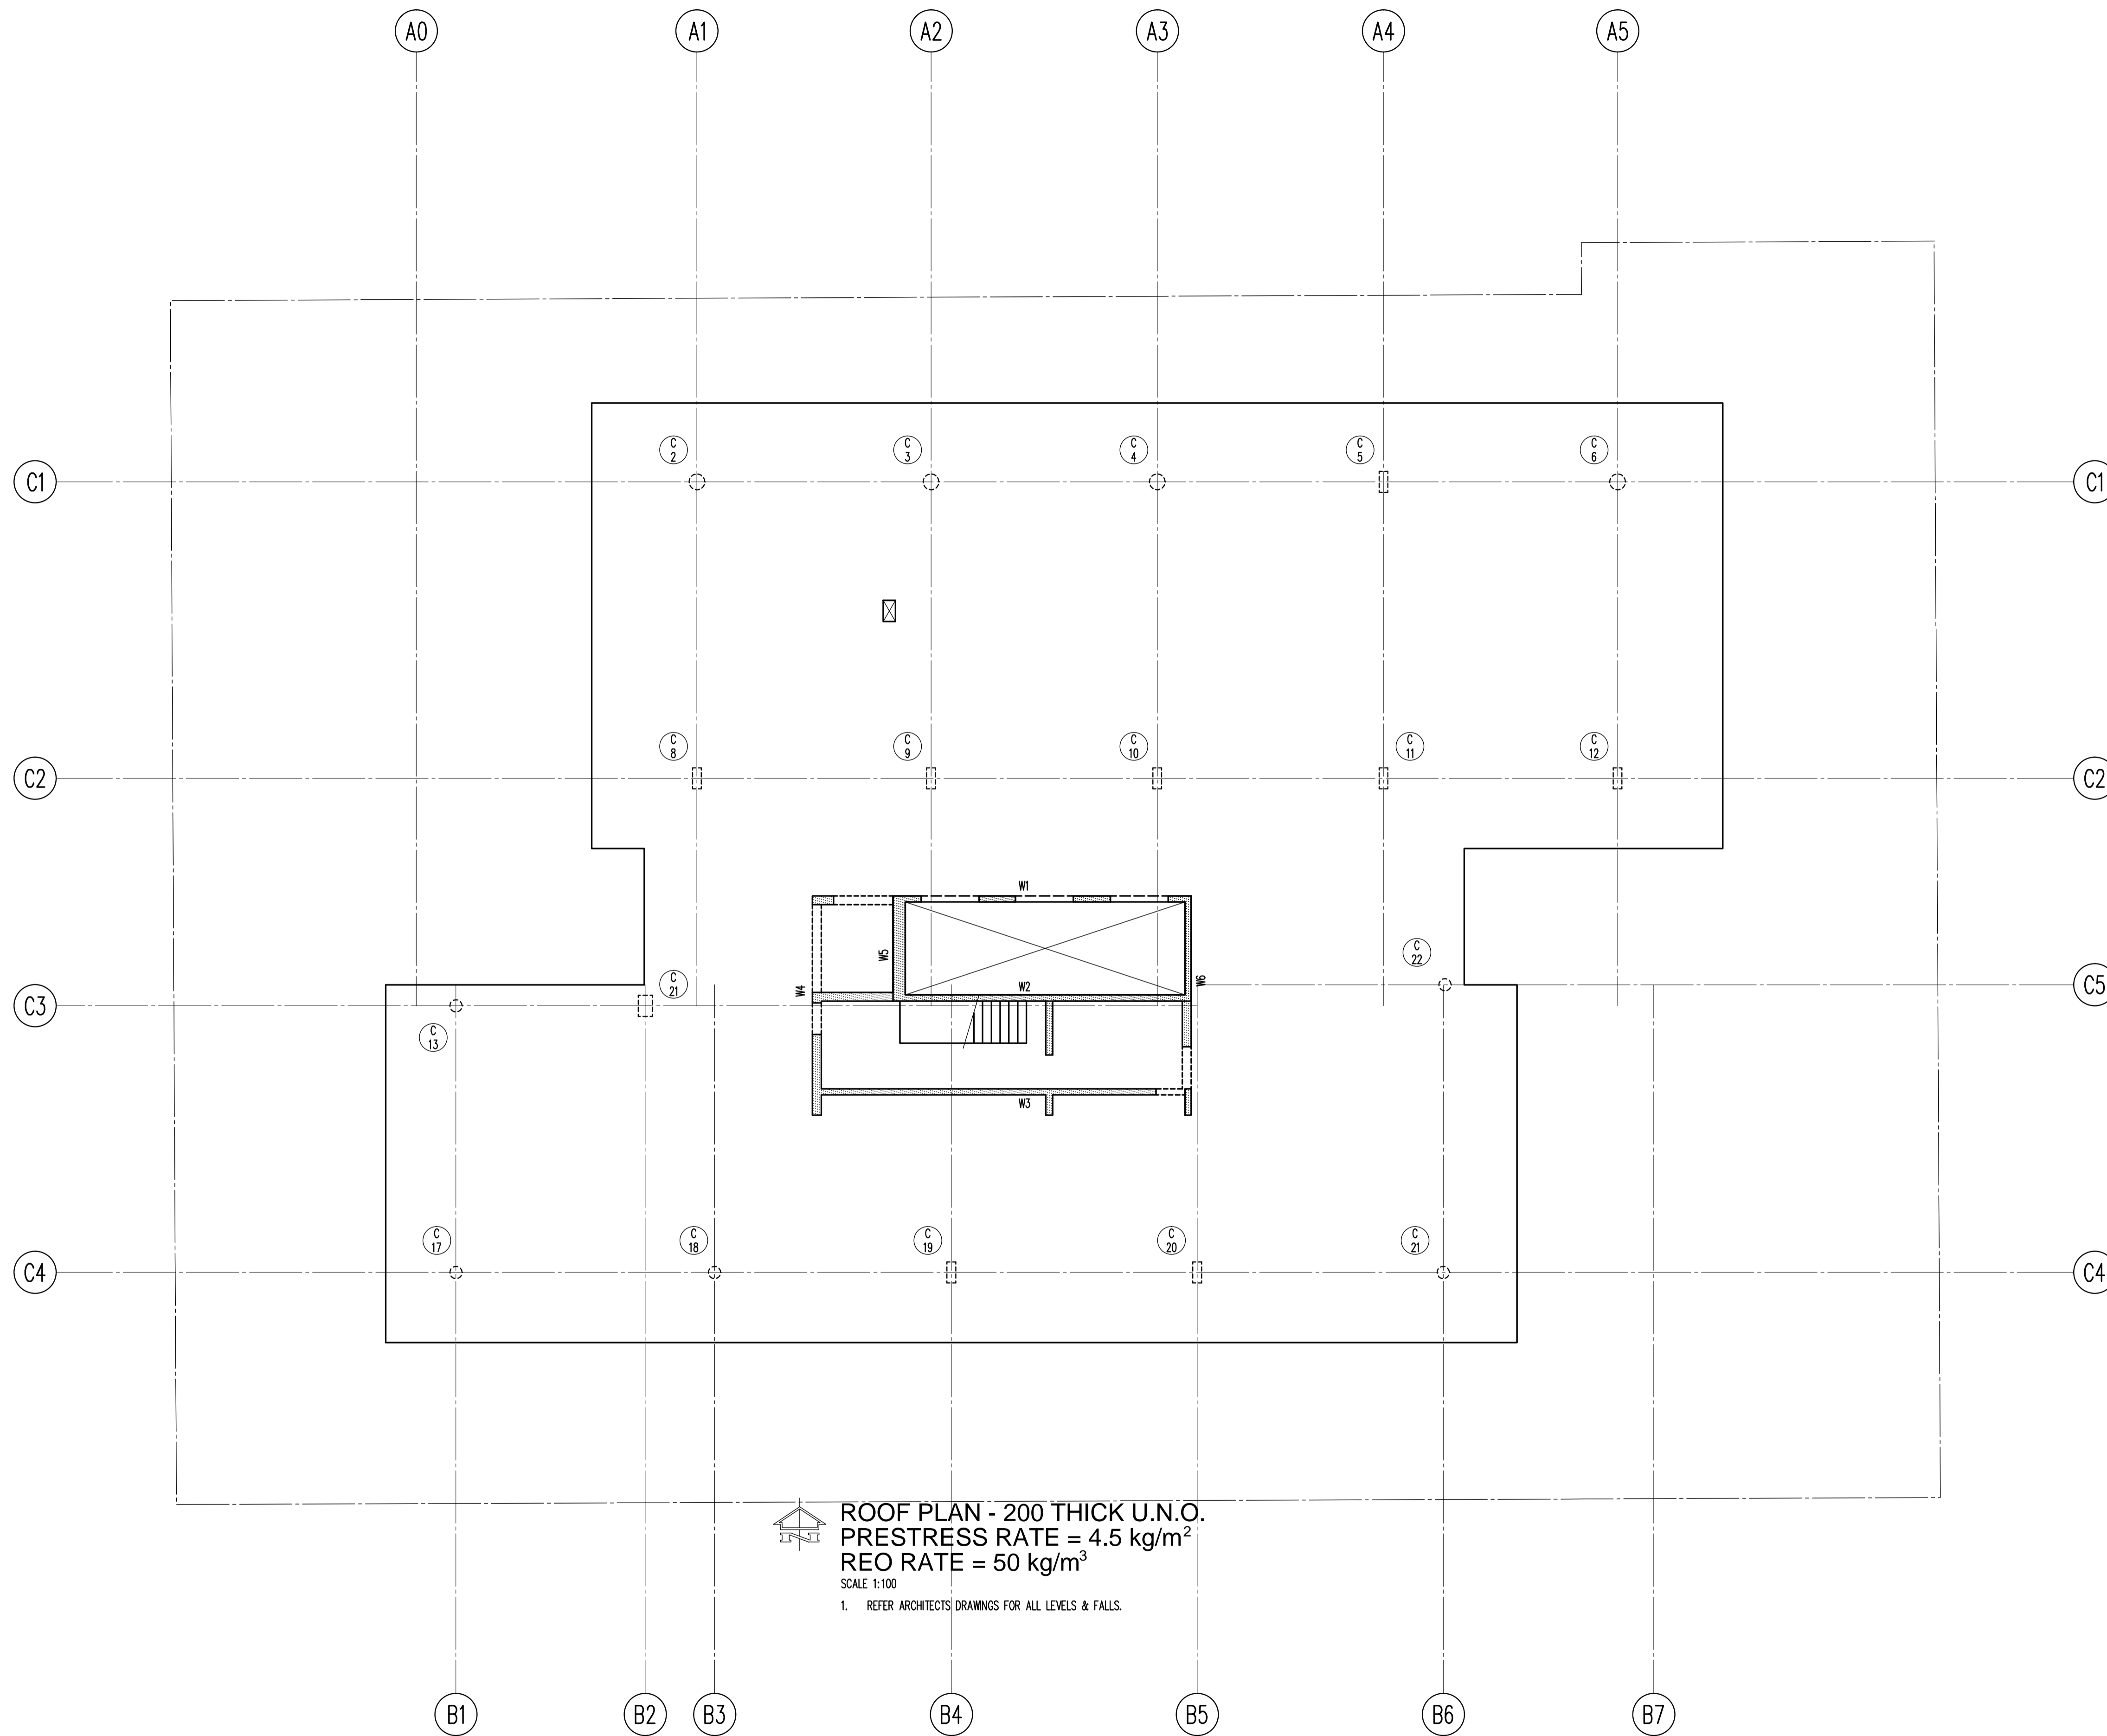 A0 A1 A2 A3 A4 A5
C 2
C 3
C 4
C 5
C 6
C1 C1
C 8
C 9
C 10
C 11
C 12
C2 C2
W1
W5
C 22
C 21
W4
W2
W6
C5
C3
C 13
W3
C 17
C 18
C 19
C 20
C 21
C4 C4
N
ROOF PLAN - 200 THICK U.N.O.
PRESTRESS RATE = 4.5 kg/m²
REO RATE = 50 kg/m³
SCALE 1:100
1. REFER ARCHITECTS DRAWINGS FOR ALL LEVELS & FALLS.
B1 B2 B3 B4 B5 B6 B7